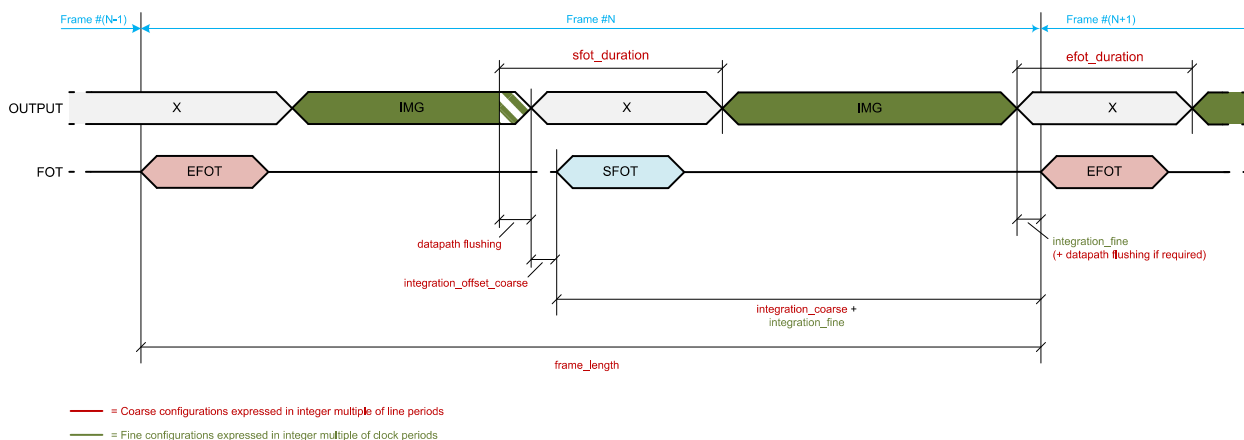 Frame #(N-1)
Frame #N
Frame #(N+1)
sfot_duration
efot_duration
OUTPUT
X
IMG
X
IMG
X
FOT
EFOT
SFOT
EFOT
datapath flushing
integration_fine
(+ datapath flushing if required)
integration_offset_coarse
integration_coarse +
integration_fine
frame_length
= Coarse configurations expressed in integer multiple of line periods
= Fine configurations expressed in integer multiple of clock periods